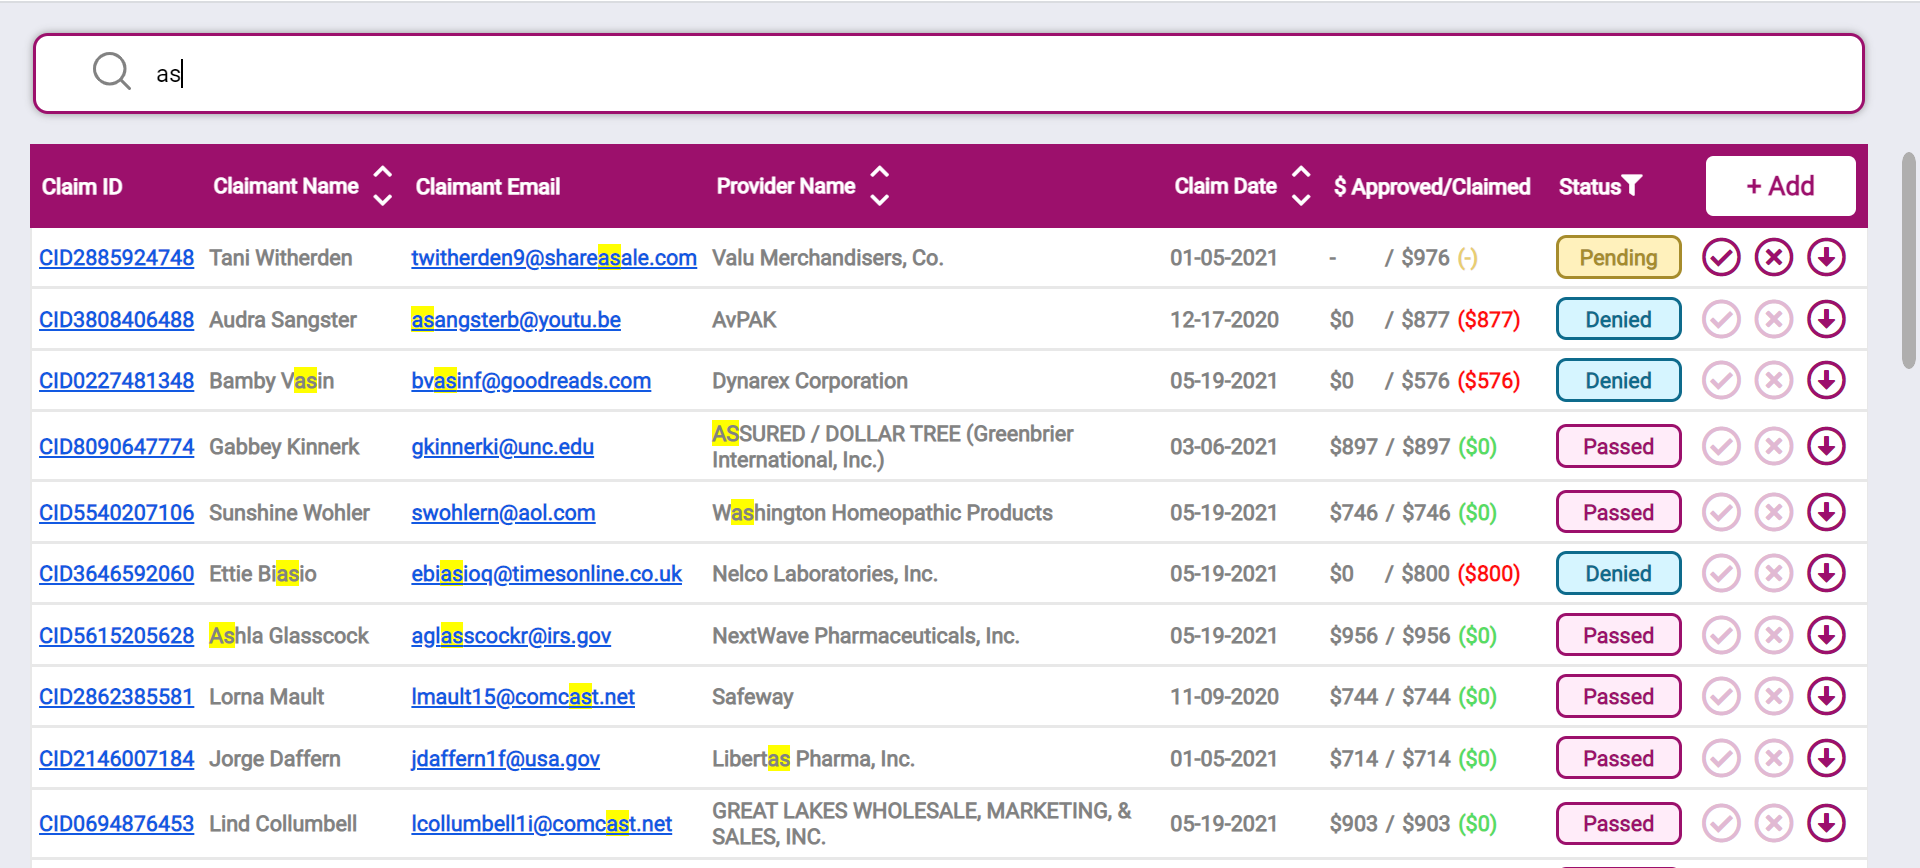 as
Claim ID Claimant Name Claimant Email Provider Name Claim Date $ Approved/Claimed Status + Add
CID2885924748 Tani Witherden twitherden9@shareasale.com Valu Merchandisers, Co. 01-05-2021 - / $976 (-) Pending
CID3808406488 Audra Sangster asangsterb@youtu.be AvPAK 12-17-2020 $0 / $877 ($877) Denied
CID0227481348 Bamby Vasin bvasinf@goodreads.com Dynarex Corporation 05-19-2021 $0 / $576 ($576) Denied
CID8090647774 Gabbey Kinnerk gkinnerki@unc.edu ASSURED / DOLLAR TREE (Greenbrier
International, Inc.) 03-06-2021 $897 / $897 ($0) Passed
CID5540207106 Sunshine Wohler swohlern@aol.com Washington Homeopathic Products 05-19-2021 $746 / $746 ($0) Passed
CID3646592060 Ettie Biasio ebiasioq@timesonline.co.uk Nelco Laboratories, Inc. 05-19-2021 $0 / $800 ($800) Denied
CID5615205628 Ashla Glasscock aglasscockr@irs.gov NextWave Pharmaceuticals, Inc. 05-19-2021 $956 / $956 ($0) Passed
CID2862385581 Lorna Mault lmault15@comcast.net Safeway 11-09-2020 $744 / $744 ($0) Passed
CID2146007184 Jorge Daffern jdaffern1f@usa.gov Libertas Pharma, Inc. 01-05-2021 $714 / $714 ($0) Passed
CID0694876453 Lind Collumbell lcollumbell1i@comcast.net GREAT LAKES WHOLESALE, MARKETING, &
SALES, INC. 05-19-2021 $903 / $903 ($0) Passed